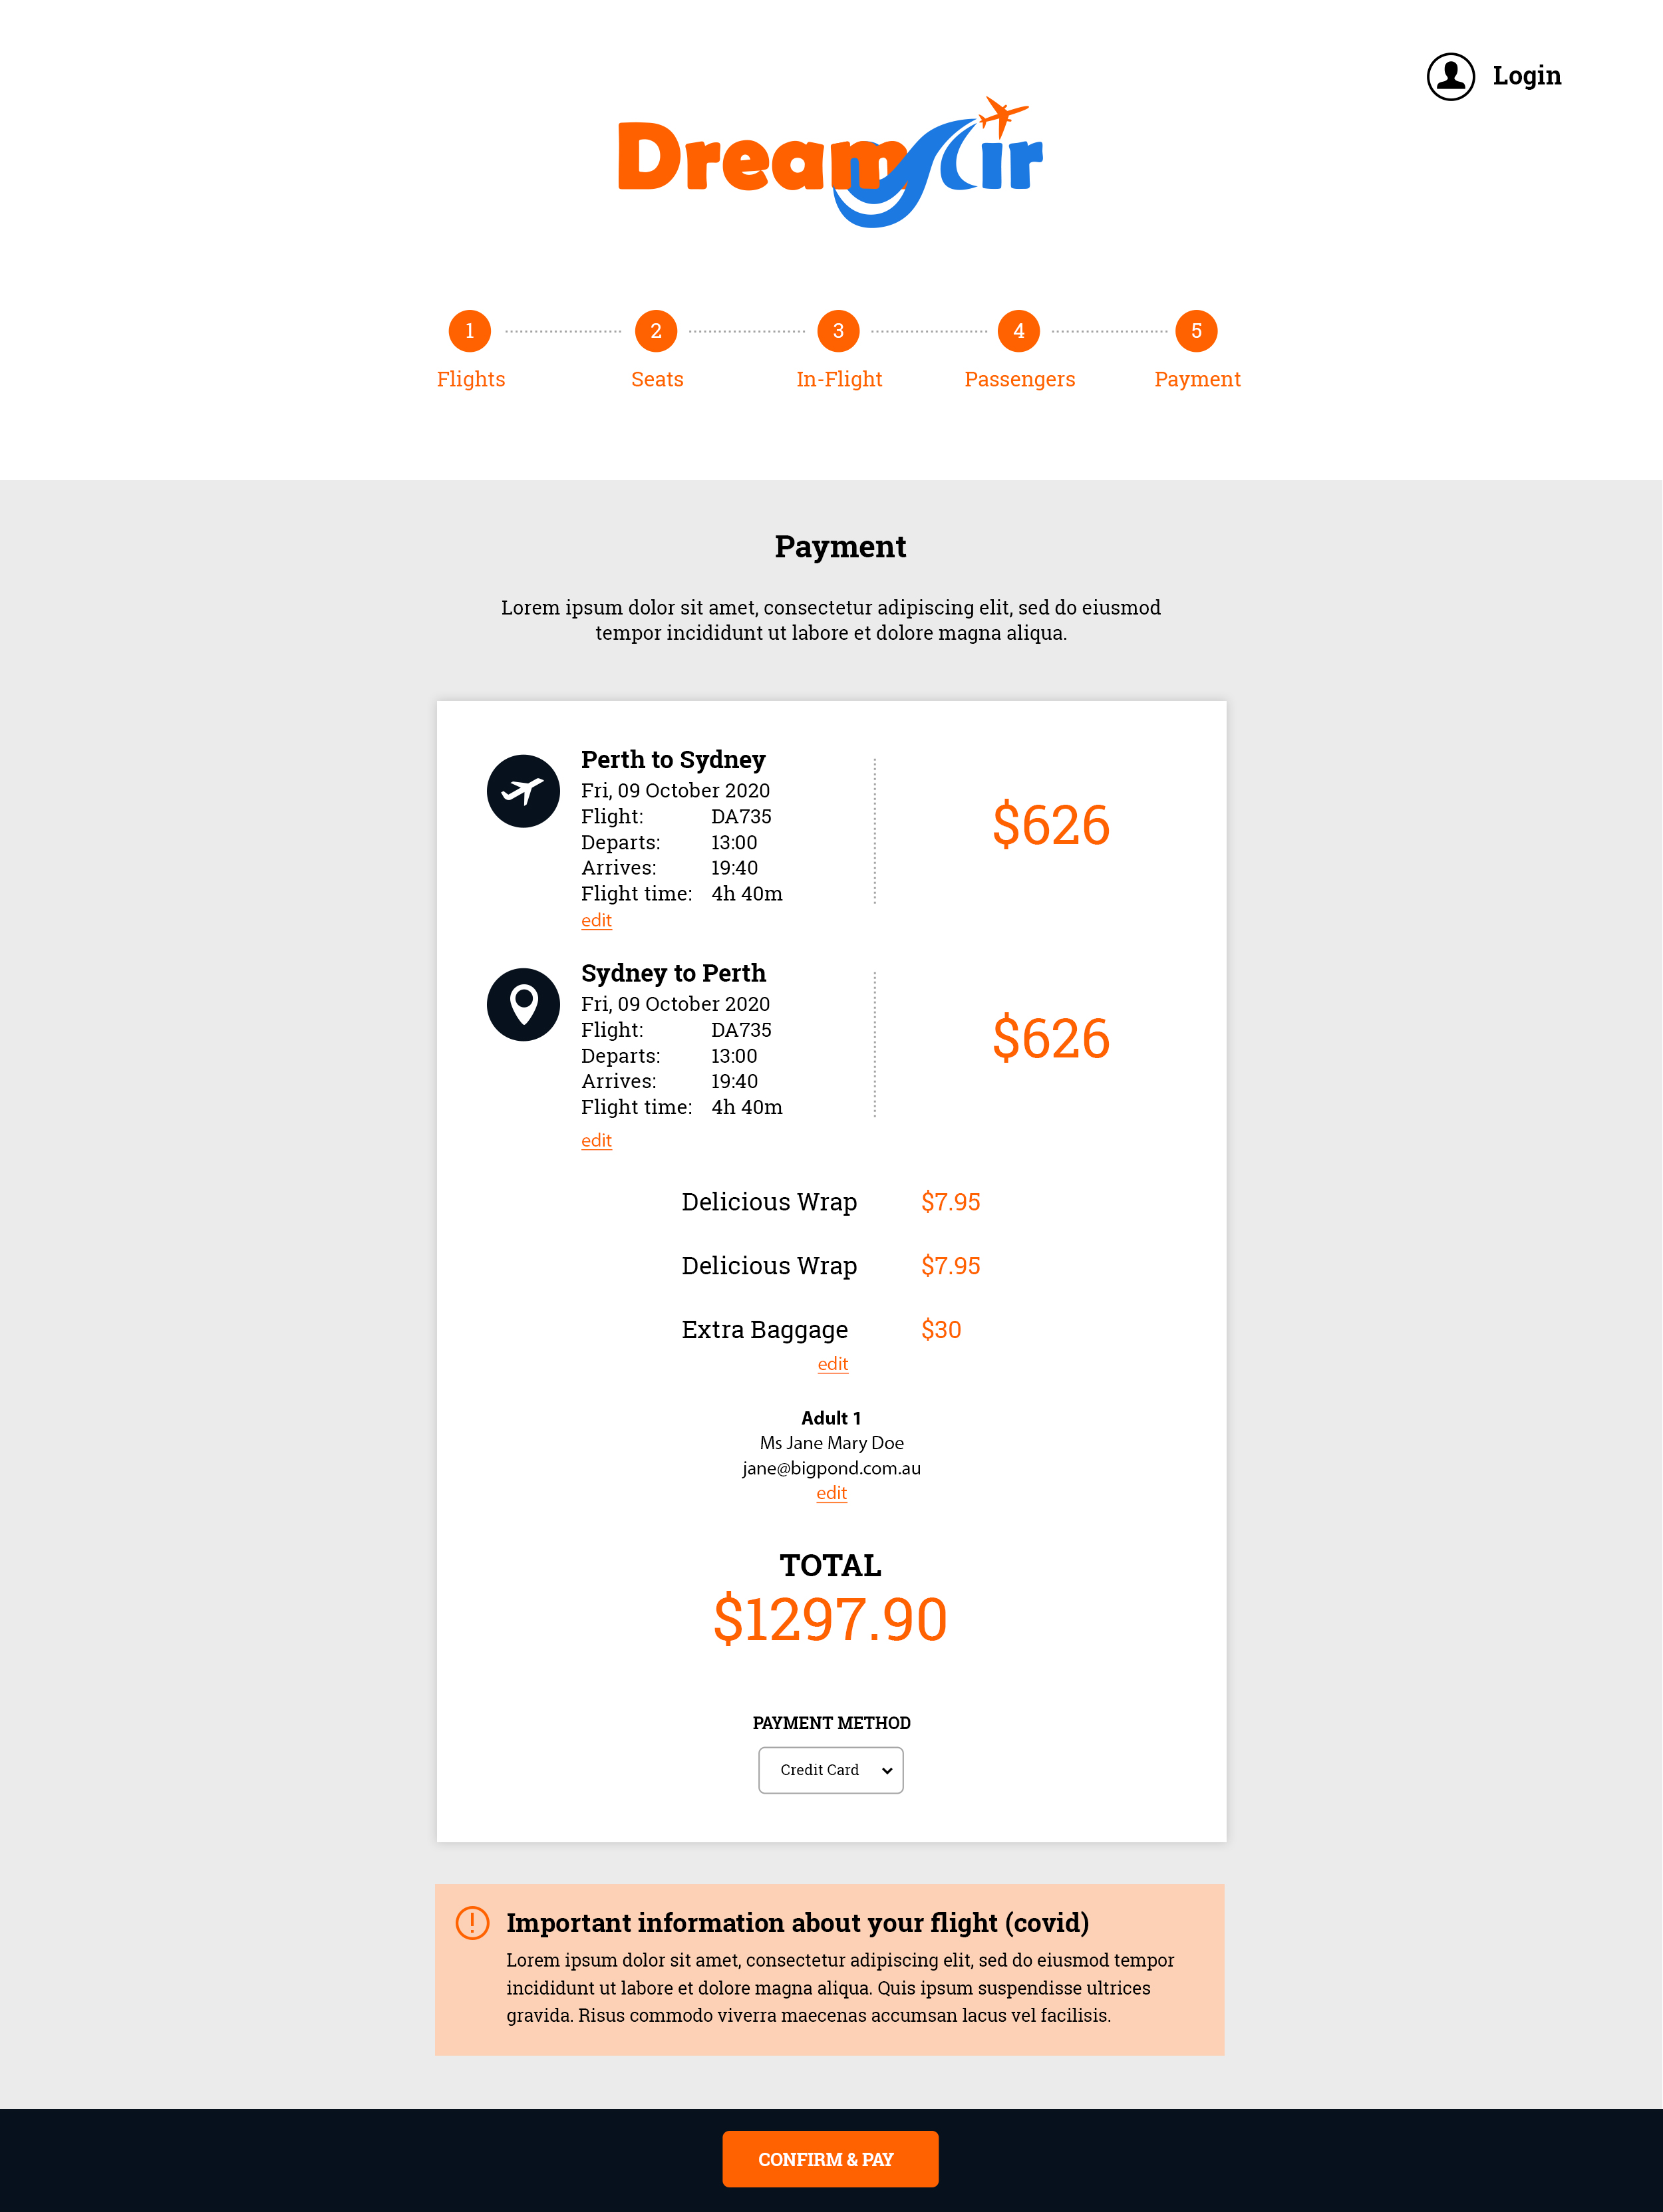 Login
Dream Air
1 2 3 4 5
Flights Seats In-Flight Passengers Payment
Payment
Lorem ipsum dolor sit amet, consectetur adipiscing elit, sed do eiusmod
tempor incididunt ut labore et dolore magna aliqua.
Perth to Sydney
Fri, 09 October 2020
Flight: DA735
Departs: 13:00
Arrives: 19:40
Flight time: 4h 40m
edit
$626
Sydney to Perth
Fri, 09 October 2020
Flight: DA735
Departs: 13:00
Arrives: 19:40
Flight time: 4h 40m
edit
$626
Delicious Wrap $7.95
Delicious Wrap $7.95
Extra Baggage $30
edit
Adult 1
Ms Jane Mary Doe
jane@bigpond.com.au
edit
TOTAL
$1297.90
PAYMENT METHOD
Credit Card
Important information about your flight (covid)
Lorem ipsum dolor sit amet, consectetur adipiscing elit, sed do eiusmod tempor
incididunt ut labore et dolore magna aliqua. Quis ipsum suspendisse ultrices
gravida. Risus commodo viverra maecenas accumsan lacus vel facilisis.
CONFIRM & PAY